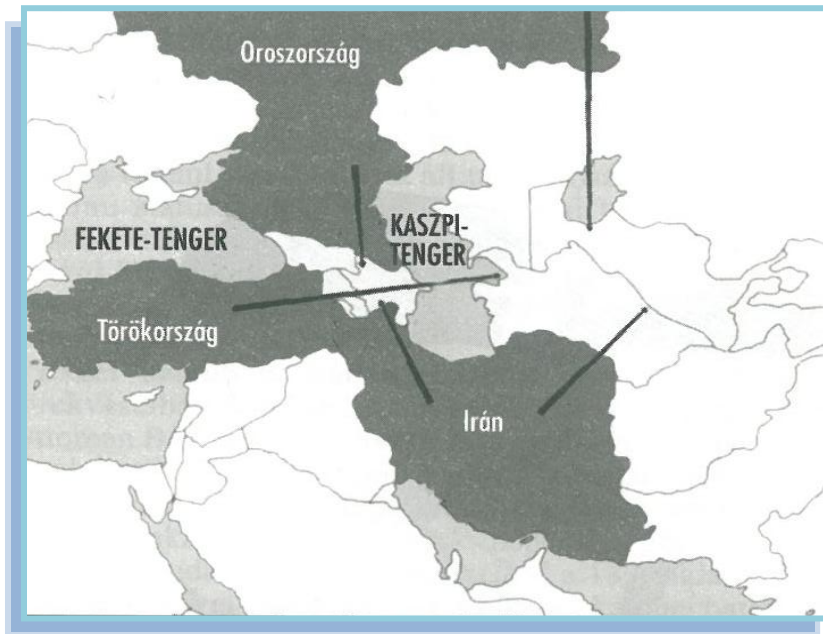 Oroszország
FEKETE-TENGER
KASZPI-
TENGER
Törökország
Irán